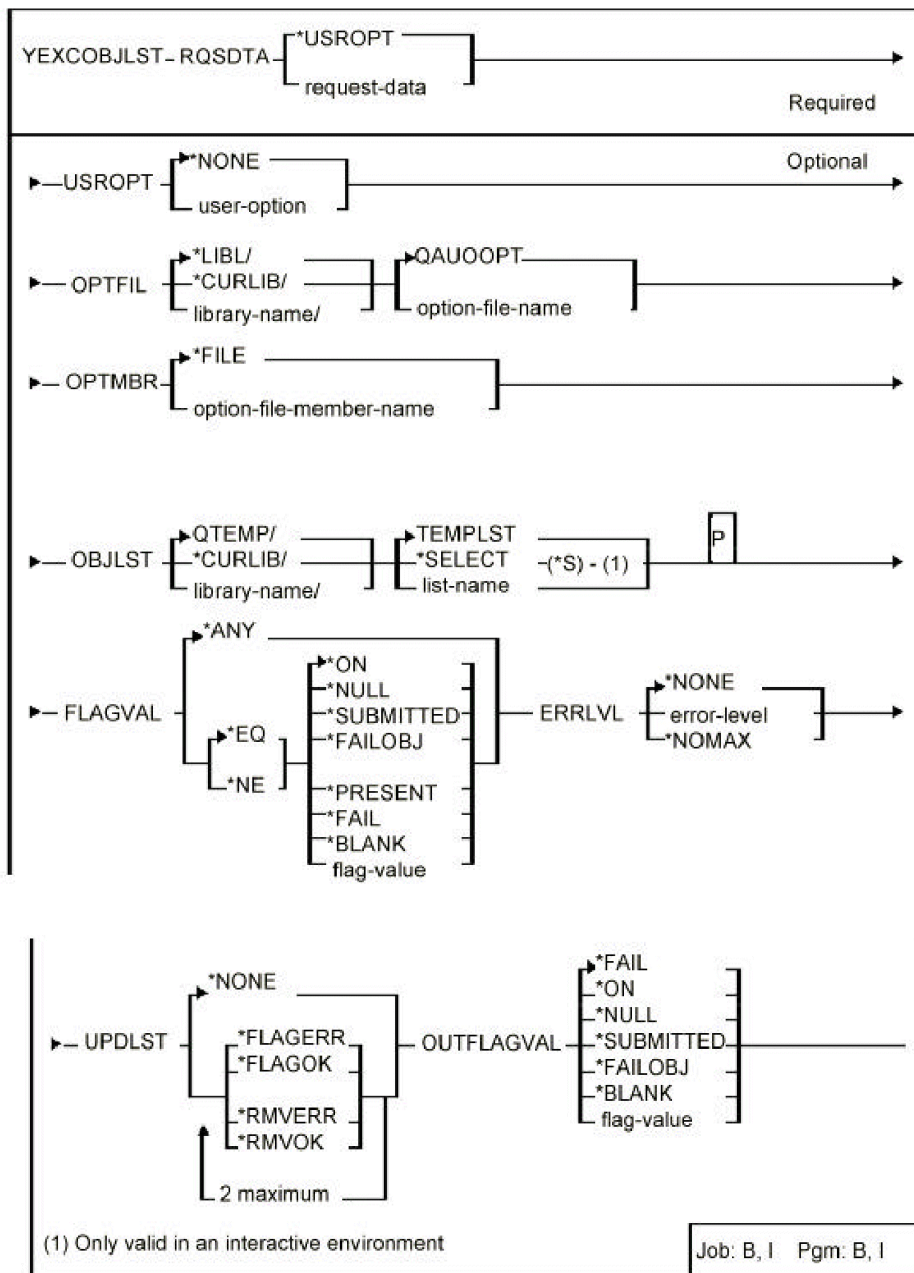 *USROPT
YEXCOBJLST RQSDTA
request-data
Required
*NONE
Optional
USROPT
user-option
*LIBL/
QAUOOPT
OPTFIL
*CURLIB/
library-name/
option-file-name
*FILE
OPTMBR
option-file-member-name
QTEMP/
TEMPLST
P
OBJLST
*CURLIB/
*SELECT
(*S) - (1)
library-name/
list-name
*ANY
*ON
*NULL
*NONE
FLAGVAL
*SUBMITTED
ERRLVL
error-level
*EQ
*FAILOBJ
*NOMAX
*NE
*PRESENT
*FAIL
*BLANK
flag-value
*FAIL
*NONE
*ON
*NULL
UPDLST
*FLAGERR
OUTFLAGVAL
*SUBMITTED
*FLAGOK
*FAILOBJ
*BLANK
*RMVERR
flag-value
*RMVOK
2 maximum
(1) Only valid in an interactive environment
Job: B, I Pgm: B, I